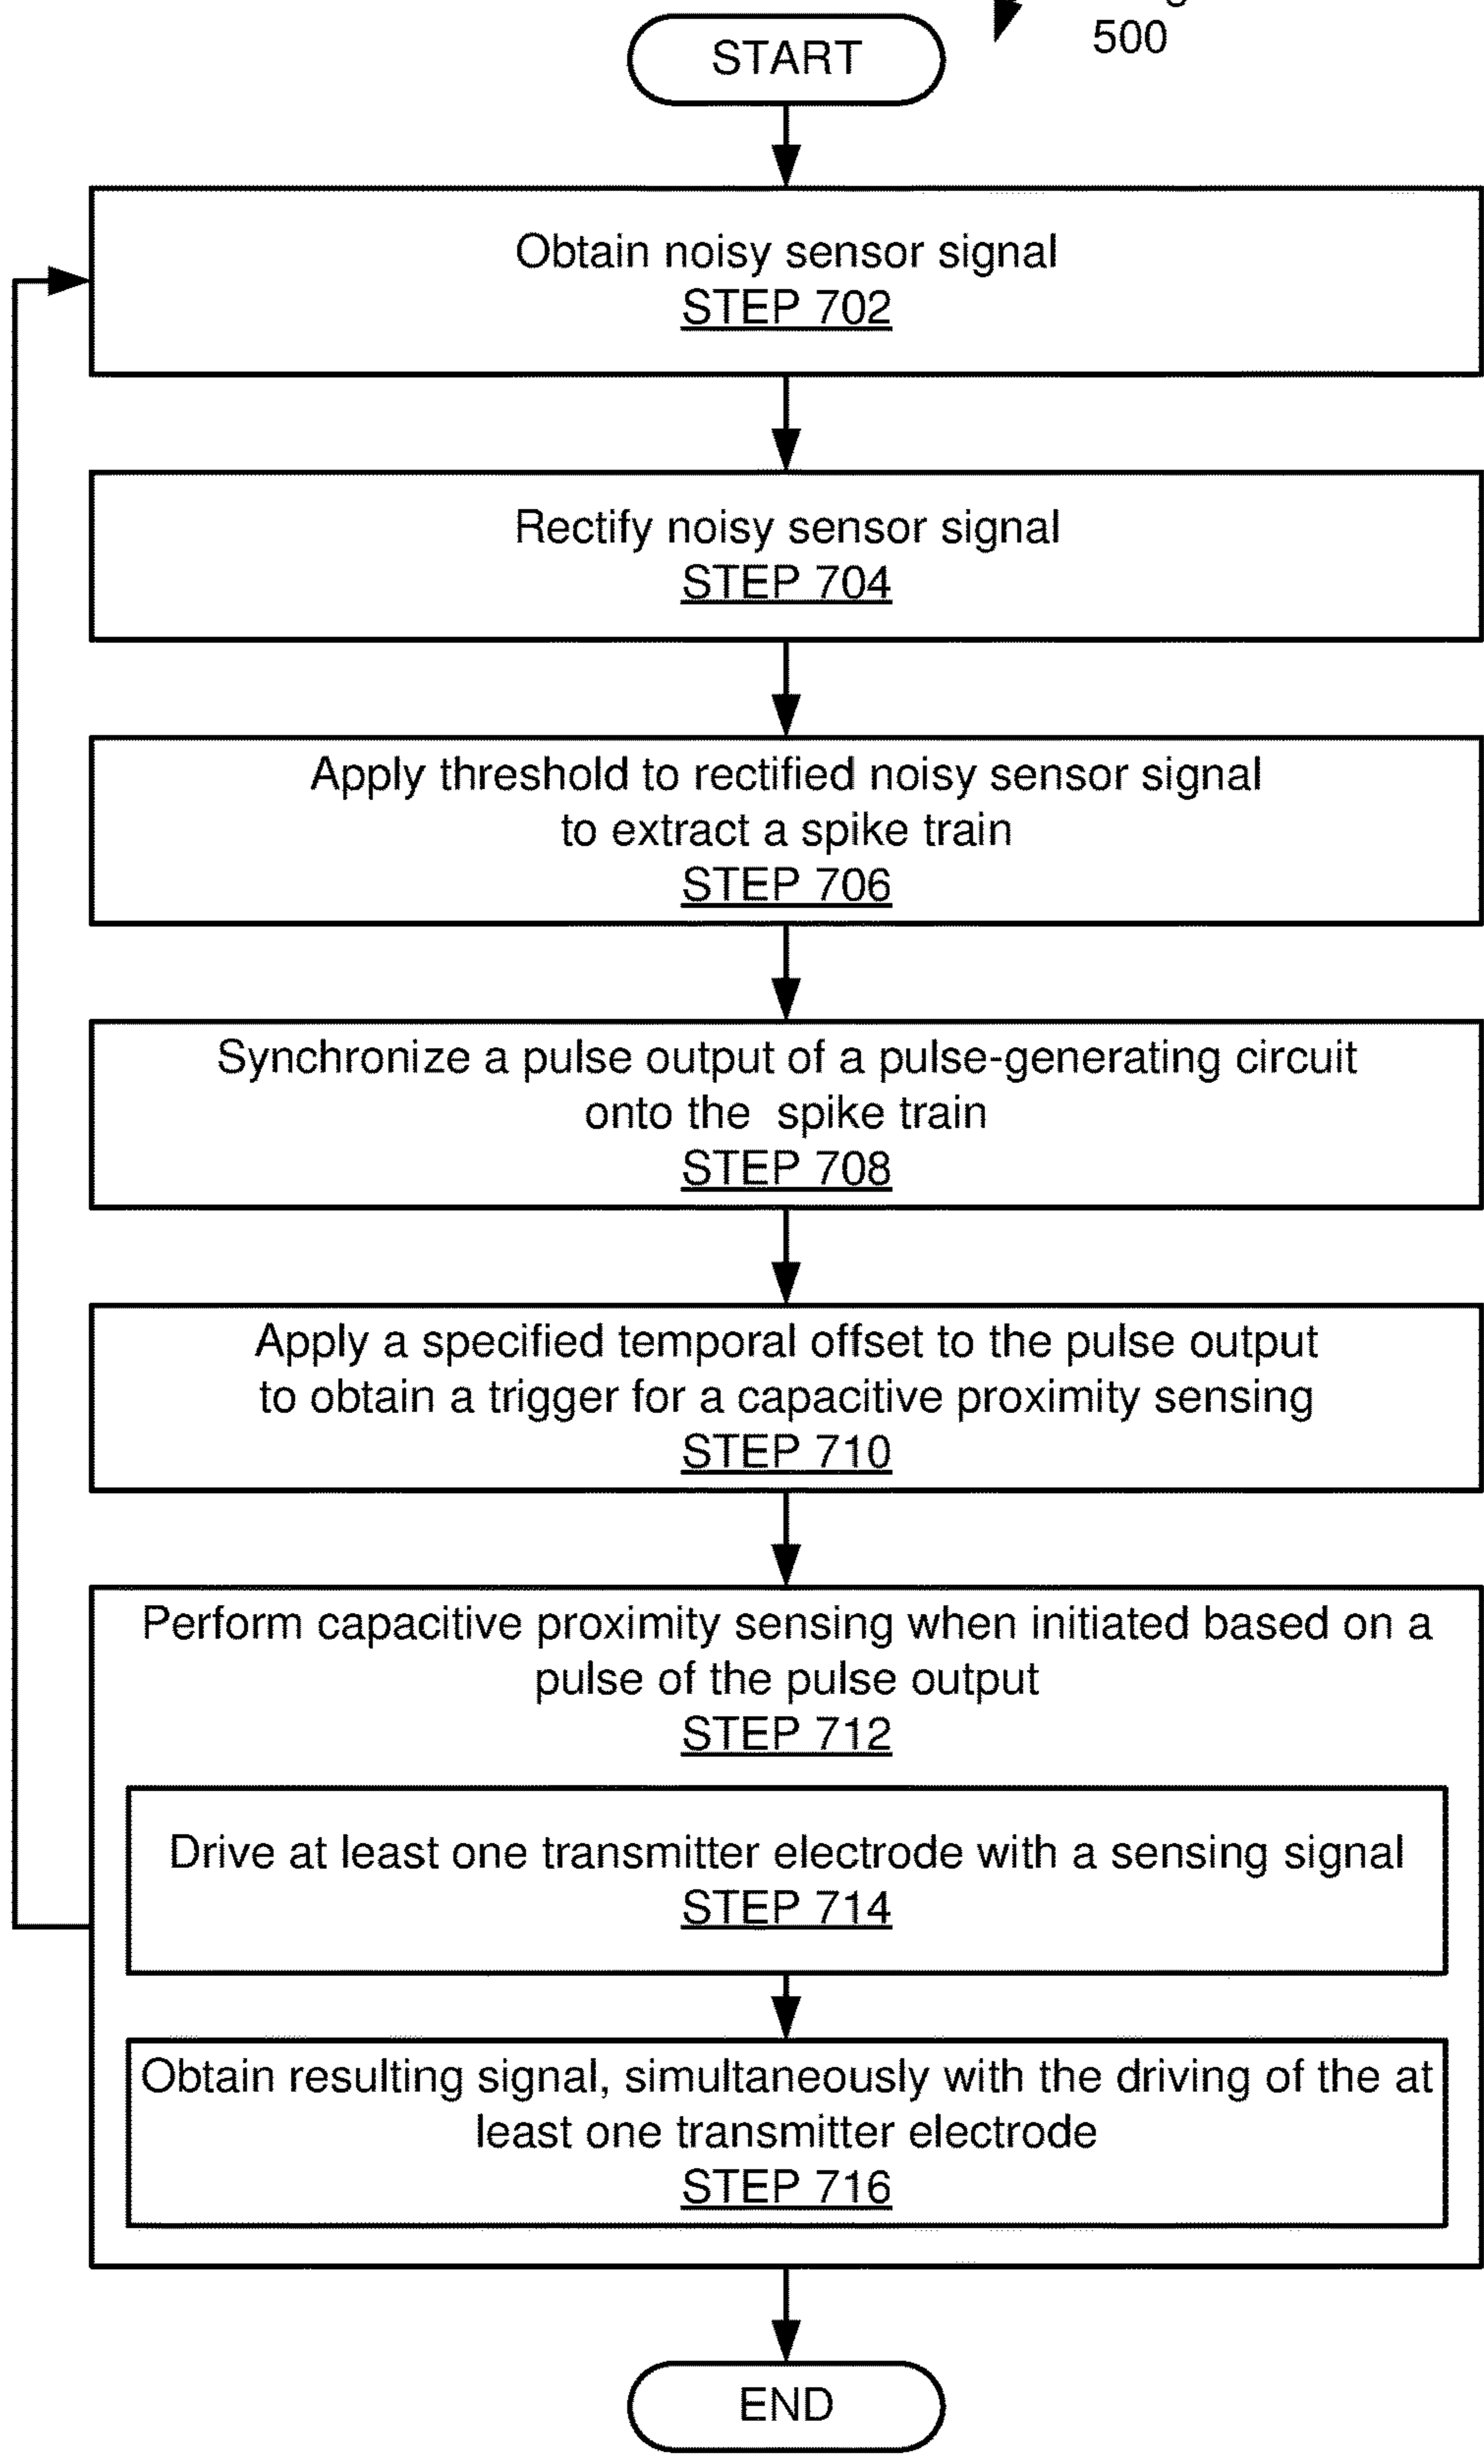 500
START
Obtain noisy sensor signal
STEP 702
Rectify noisy sensor signal
STEP 704
Apply threshold to rectified noisy sensor signal
to extract a spike train
STEP 706
Synchronize a pulse output of a pulse-generating circuit
onto the spike train
STEP 708
Apply a specified temporal offset to the pulse output
to obtain a trigger for a capacitive proximity sensing
STEP 710
Perform capacitive proximity sensing when initiated based on a
pulse of the pulse output
STEP 712
Drive at least one transmitter electrode with a sensing signal
STEP 714
Obtain resulting signal, simultaneously with the driving of the at
least one transmitter electrode
STEP 716
END